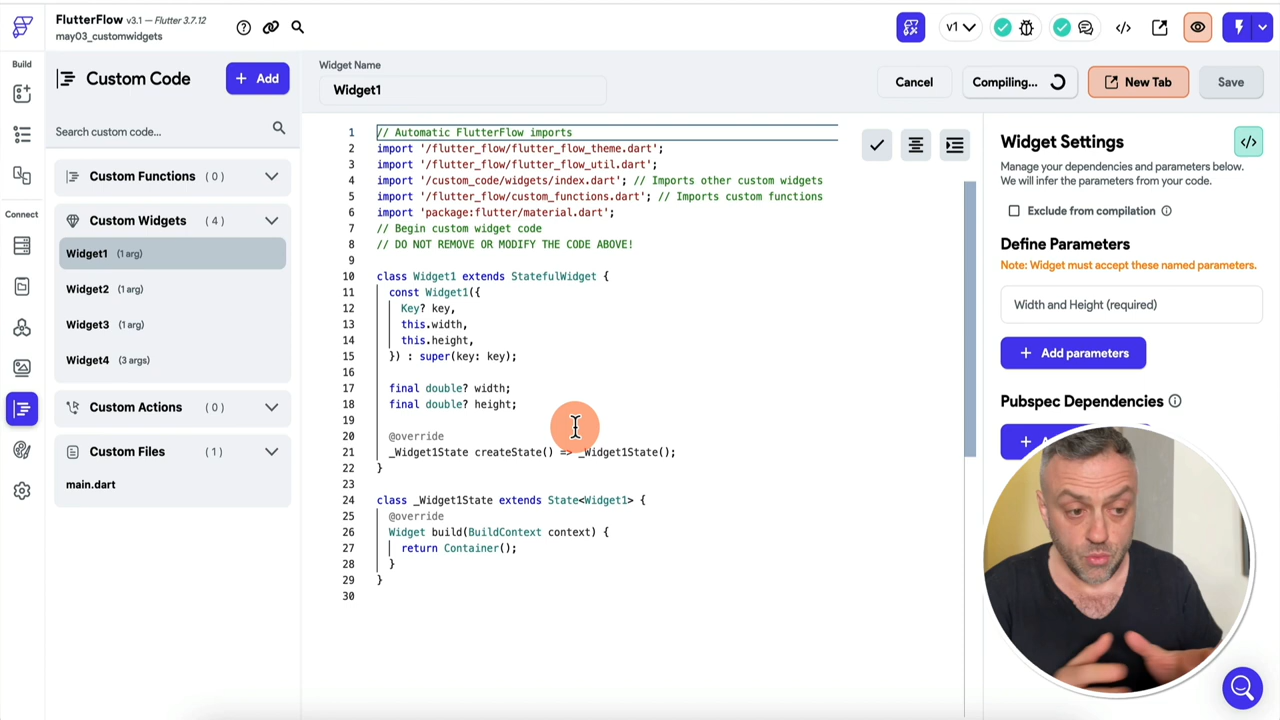 FlutterFlow v3.1 — Flutter 3.7.12
may03_customwidgets
v1
Build
Connect
Custom Code
+ Add
Search custom code...
Custom Functions ( 0 )
Custom Widgets ( 4 )
Widget1 (1 arg)
Widget2 (1 arg)
Widget3 (1 arg)
Widget4 (3 args)
Custom Actions ( 0 )
Custom Files ( 1 )
main.dart
Widget Name
Widget1
Cancel
Compiling...
New Tab
Save
1 // Automatic FlutterFlow imports
2 import '/flutter_flow/flutter_flow_theme.dart';
3 import '/flutter_flow/flutter_flow_util.dart';
4 import '/custom_code/widgets/index.dart'; // Imports other custom widgets
5 import '/flutter_flow/custom_functions.dart'; // Imports custom functions
6 import 'package:flutter/material.dart';
7 // Begin custom widget code
8 // DO NOT REMOVE OR MODIFY THE CODE ABOVE!
9
10 class Widget1 extends StatefulWidget {
11 const Widget1({
12 Key? key,
13 this.width,
14 this.height,
15 }) : super(key: key);
16
17 final double? width;
18 final double? height;
19
20 @override
21 _Widget1State createState() => _Widget1State();
22 }
23
24 class _Widget1State extends State<Widget1> {
25 @override
26 Widget build(BuildContext context) {
27 return Container();
28 }
29 }
30
Widget Settings
Manage your dependencies and parameters below.
We will infer the parameters from your code.
Exclude from compilation
Define Parameters
Note: Widget must accept these named parameters.
Width and Height (required)
+ Add parameters
Pubspec Dependencies
+